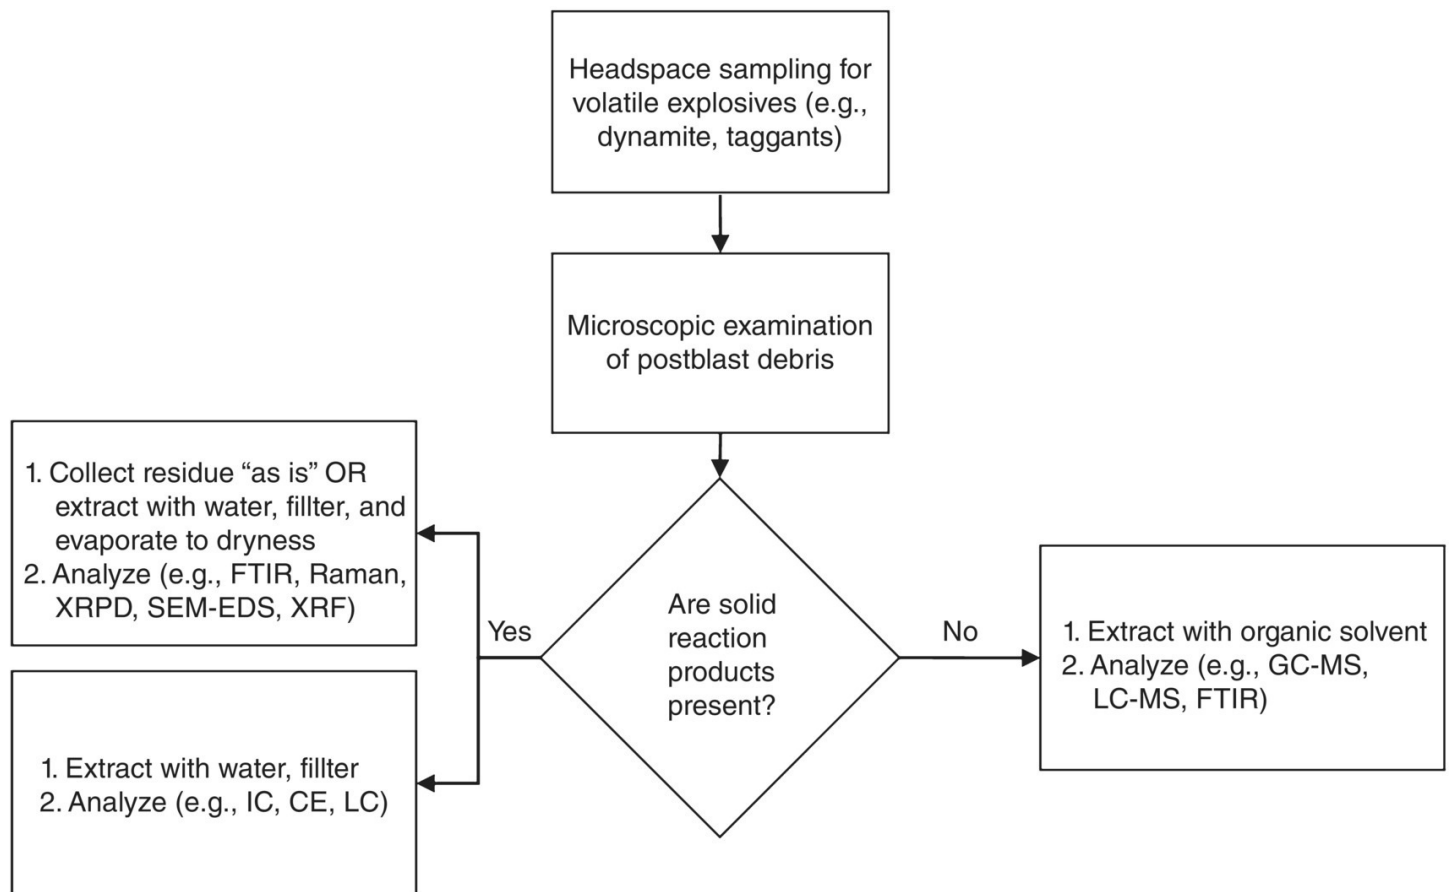 Headspace sampling for
volatile explosives (e.g.,
dynamite, taggants)
Microscopic examination
of postblast debris
1. Collect residue “as is” OR
extract with water, fillter, and
evaporate to dryness
2. Analyze (e.g., FTIR, Raman,
XRPD, SEM-EDS, XRF)
Yes
Are solid
reaction
products
present?
No
1. Extract with organic solvent
2. Analyze (e.g., GC-MS,
LC-MS, FTIR)
1. Extract with water, fillter
2. Analyze (e.g., IC, CE, LC)